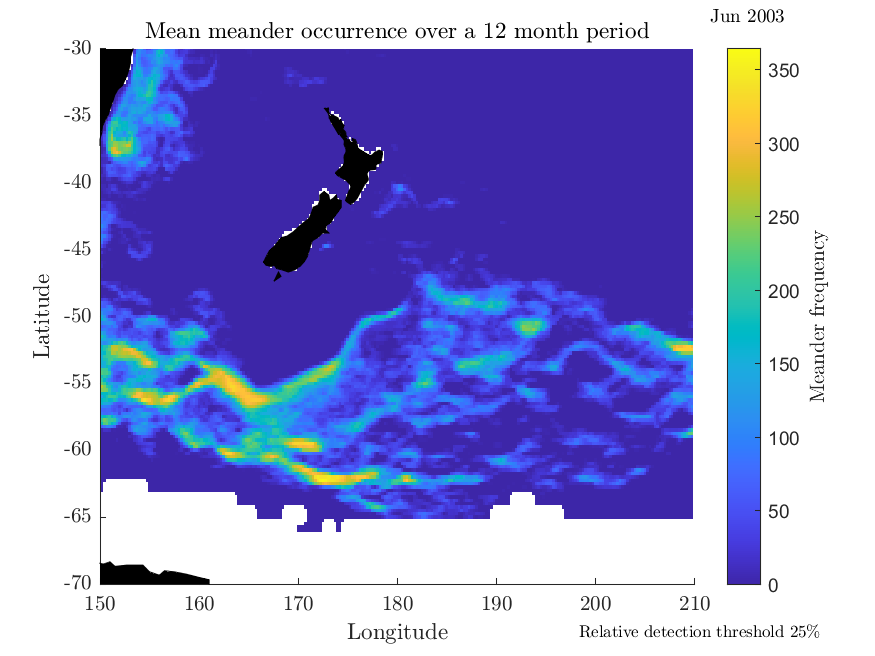 Jun 2003
Mean meander occurrence over a 12 month period
-30
-35
-40
-45
-50
-55
-60
-65
-70
Latitude
150 160 170 180 190 200 210
Longitude
350
300
250
200
150
100
50
0
Meander frequency
Relative detection threshold 25%